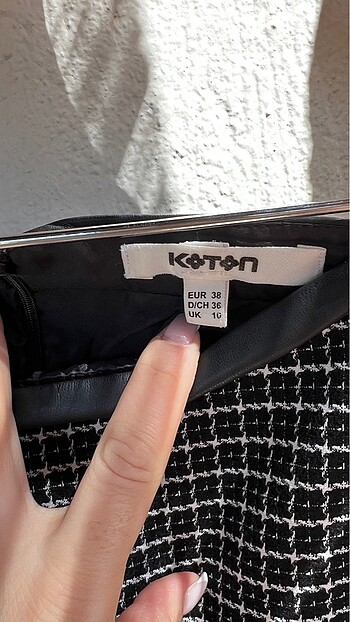 KOTON
EUR 38
D/CH 36
UK 10